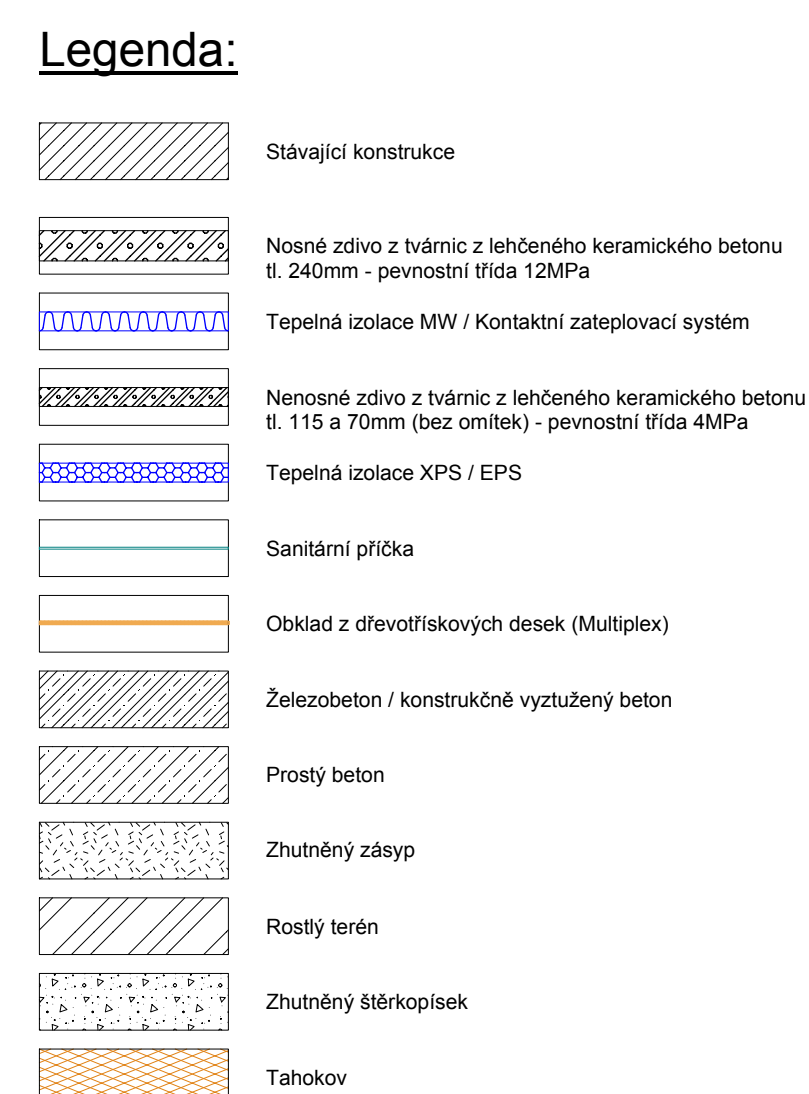 Legenda:
Stávající konstrukce
Nosné zdivo z tvárnic z lehčeného keramického betonu
tl. 240mm - pevnostní třída 12MPa
Tepelná izolace MW / Kontaktní zateplovací systém
Nenosné zdivo z tvárnic z lehčeného keramického betonu
tl. 115 a 70mm (bez omítek) - pevnostní třída 4MPa
Tepelná izolace XPS / EPS
Sanitární příčka
Obklad z dřevotřískových desek (Multiplex)
Železobeton / konstrukčně vyztužený beton
Prostý beton
Zhutněný zásyp
Rostlý terén
Zhutněný štěrkopísek
Tahokov